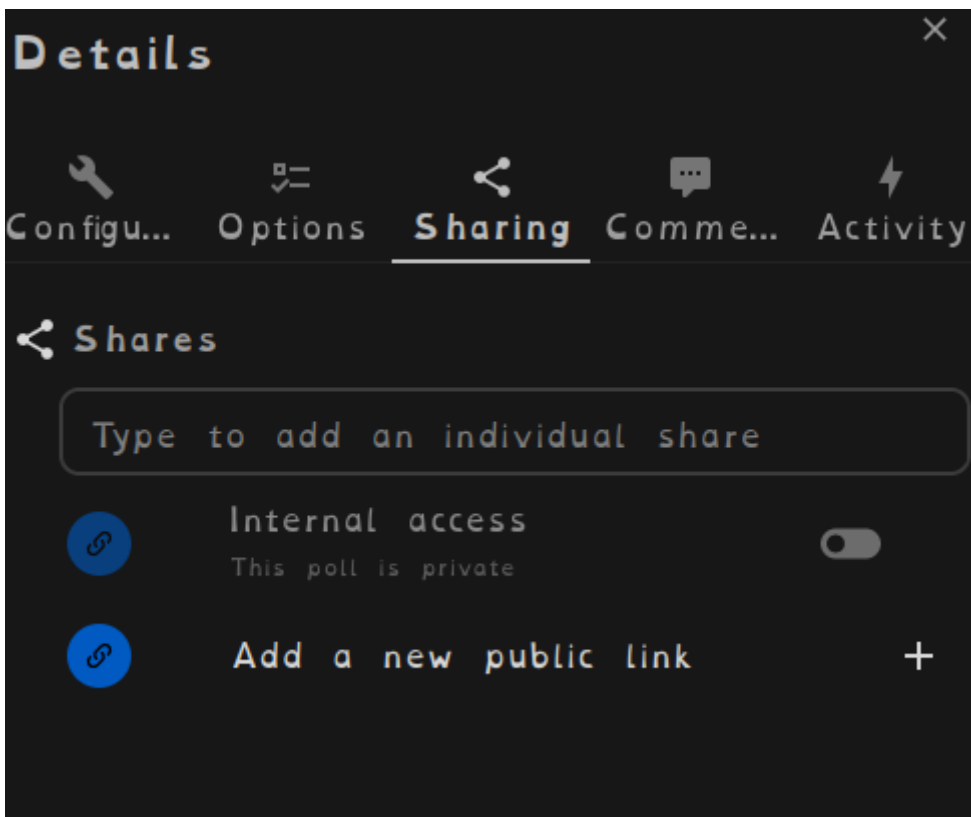 Details
Configu... Options Sharing Comme... Activity
Shares
Type to add an individual share
Internal access
This poll is private
Add a new public link